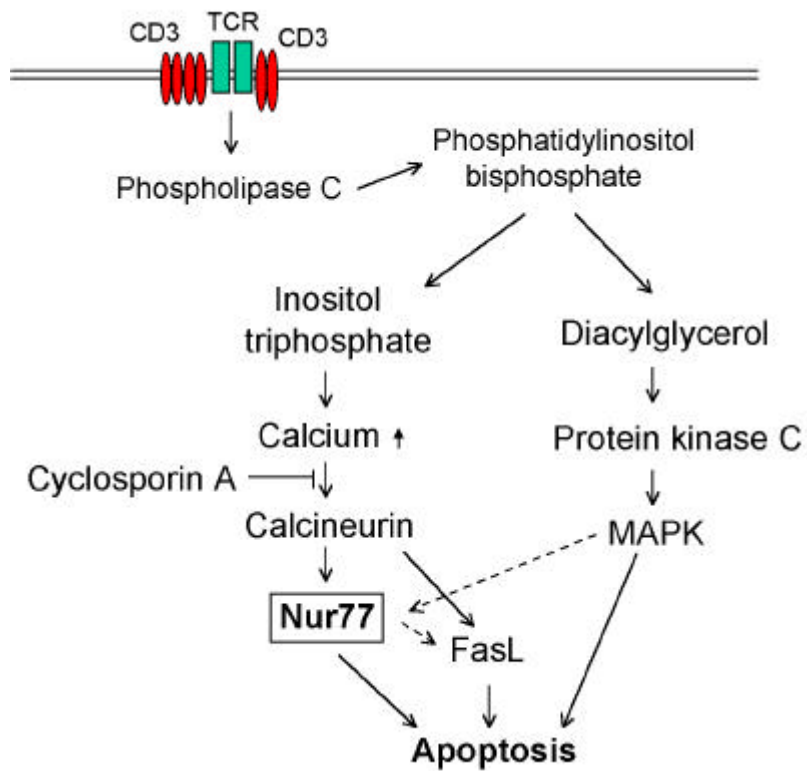 CD3 TCR CD3
Phospholipase C
Phosphatidylinositol
bisphosphate
Inositol
triphosphate
Diacylglycerol
Calcium
Protein kinase C
Cyclosporin A
Calcineurin
MAPK
Nur77
FasL
Apoptosis